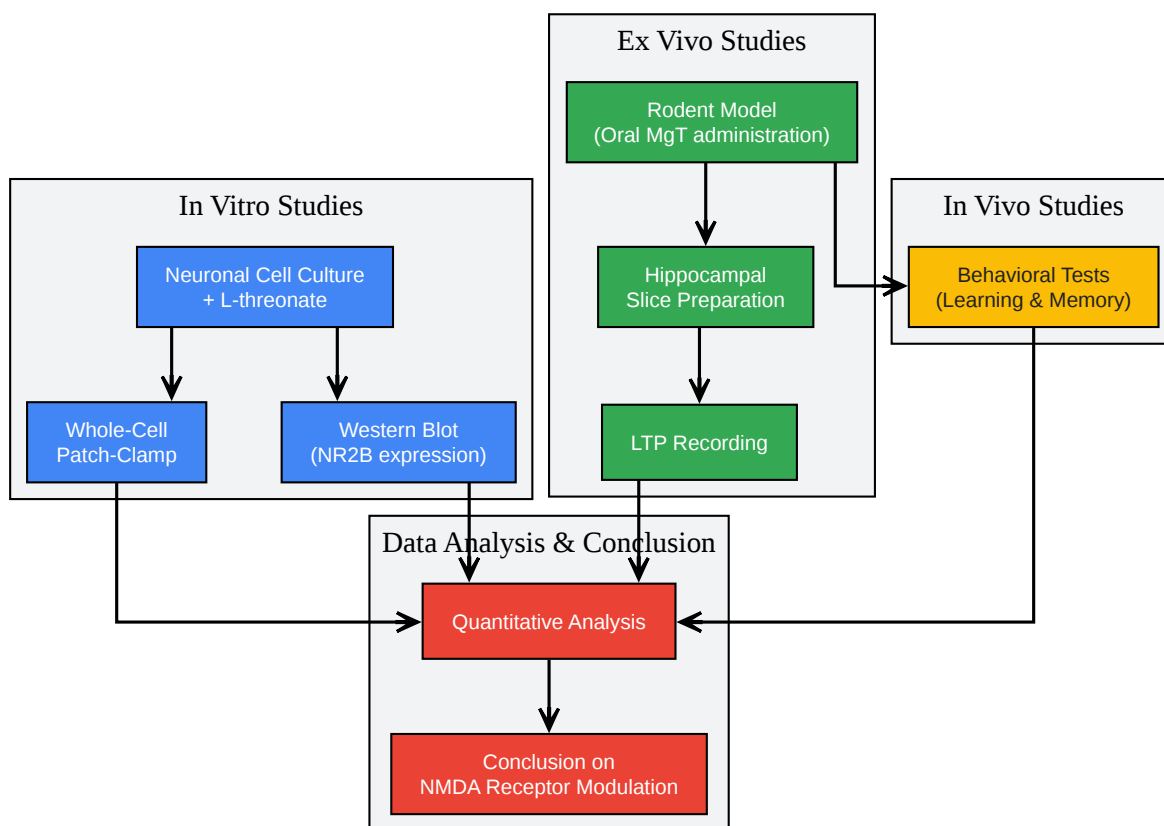 Ex Vivo Studies
Rodent Model
(Oral MgT administration)
In Vitro Studies
In Vivo Studies
Neuronal Cell Culture
+ L-threonate
Hippocampal
Slice Preparation
Behavioral Tests
(Learning & Memory)
Whole-Cell
Patch-Clamp
Western Blot
(NR2B expression)
LTP Recording
Data Analysis & Conclusion
Quantitative Analysis
Conclusion on
NMDA Receptor Modulation